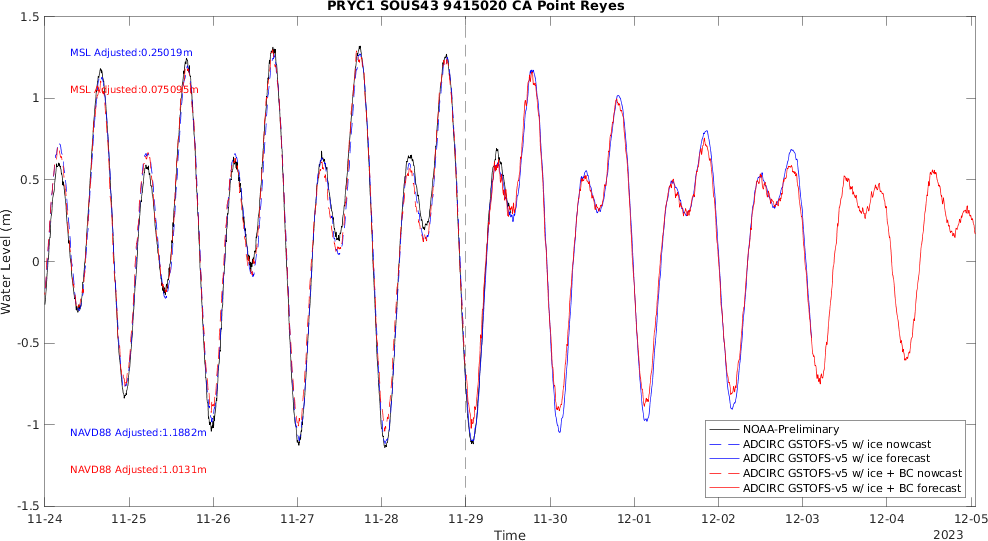 PRYC1 SOUS43 9415020 CA Point Reyes
1.5
1
0.5
0
-0.5
-1
-1.5
Water Level (m)
MSL Adjusted:0.25019m
MSL Adjusted:0.075095m
NAVD88 Adjusted:1.1882m
NAVD88 Adjusted:1.0131m
NOAA-Preliminary
ADCIRC GSTOFS-v5 w/ ice nowcast
ADCIRC GSTOFS-v5 w/ ice forecast
ADCIRC GSTOFS-v5 w/ ice + BC nowcast
ADCIRC GSTOFS-v5 w/ ice + BC forecast
11-24 11-25 11-26 11-27 11-28 11-29 11-30 12-01 12-02 12-03 12-04 12-05
Time
2023